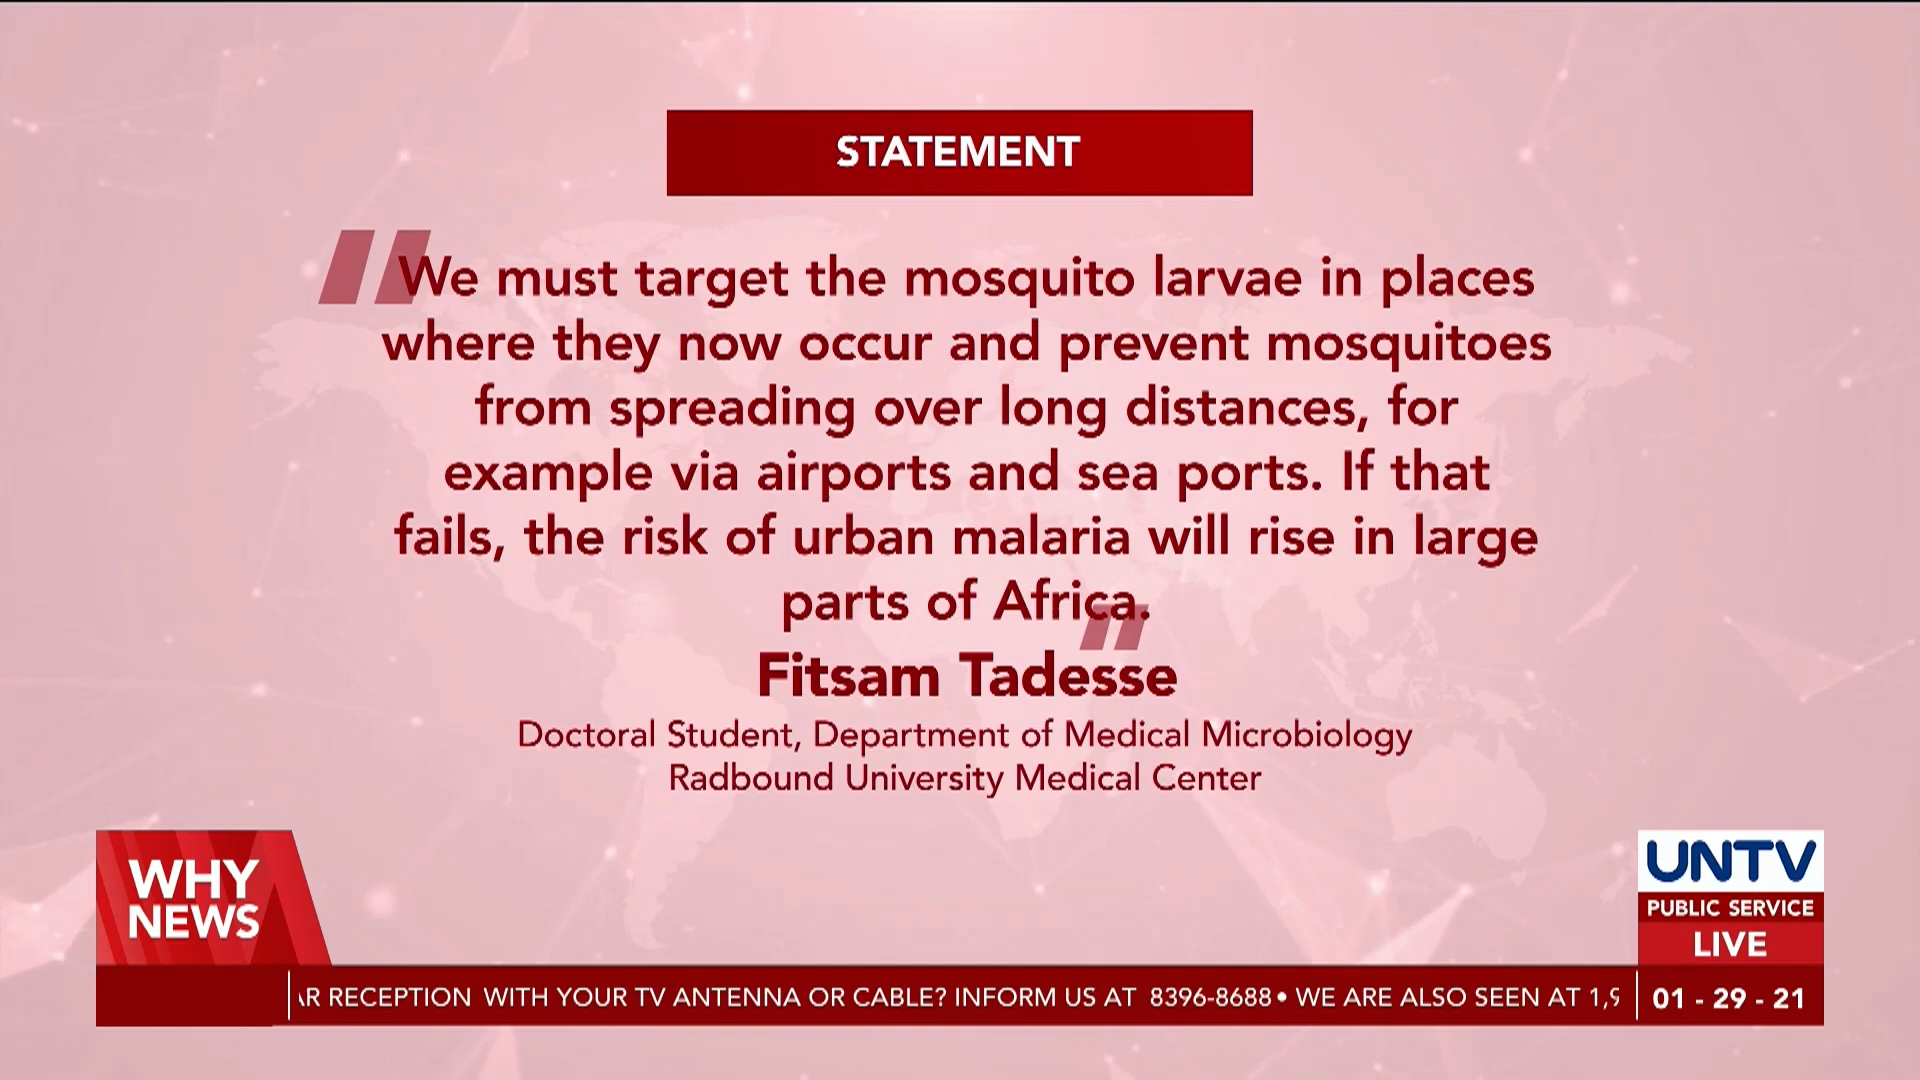 STATEMENT
"We must target the mosquito larvae in places
where they now occur and prevent mosquitoes
from spreading over long distances, for
example via airports and sea ports. If that
fails, the risk of urban malaria will rise in large
parts of Africa."
Fitsam Tadesse
Doctoral Student, Department of Medical Microbiology
Radbound University Medical Center
WHY
NEWS
UNTV
PUBLIC SERVICE
LIVE
AR RECEPTION WITH YOUR TV ANTENNA OR CABLE? INFORM US AT 8396-8688 • WE ARE ALSO SEEN AT 1,9
01 - 29 - 21